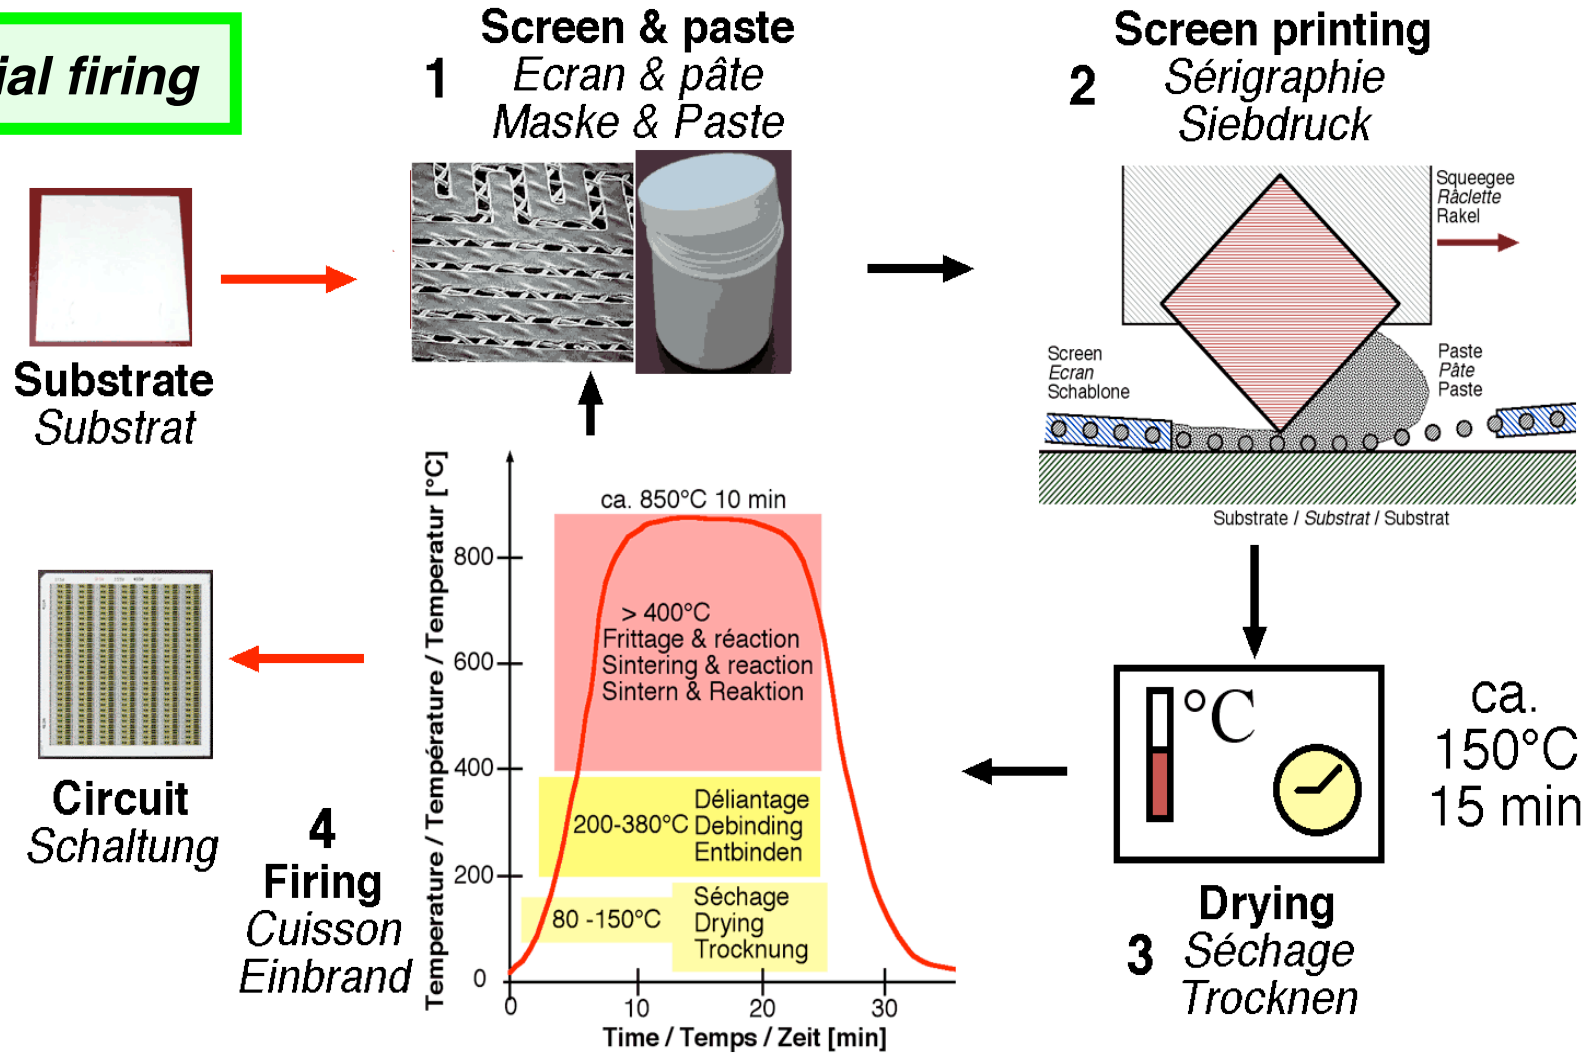 ial firing
Screen & paste
1
Ecran & pâte
Maske & Paste
Screen printing
2
Sérigraphie
Siebdruck
Squeegee
Râclette
Rakel
Screen
Ecran
Schablone
Paste
Pâte
Paste
Substrate / Substrat / Substrat
Substrate
Substrat
Temperature / Température / Temperatur [°C]
ca. 850°C 10 min
800
600
400
200
0
> 400°C
Frittage & réaction
Sintering & reaction
Sintern & Reaktion
200-380°C
Déliantage
Debinding
Entbinden
80 -150°C
Séchage
Drying
Trocknung
0 10 20 30
Time / Temps / Zeit [min]
°C
ca.
150°C
15 min
Drying
3
Séchage
Trocknen
4
Firing
Cuisson
Einbrand
Circuit
Schaltung